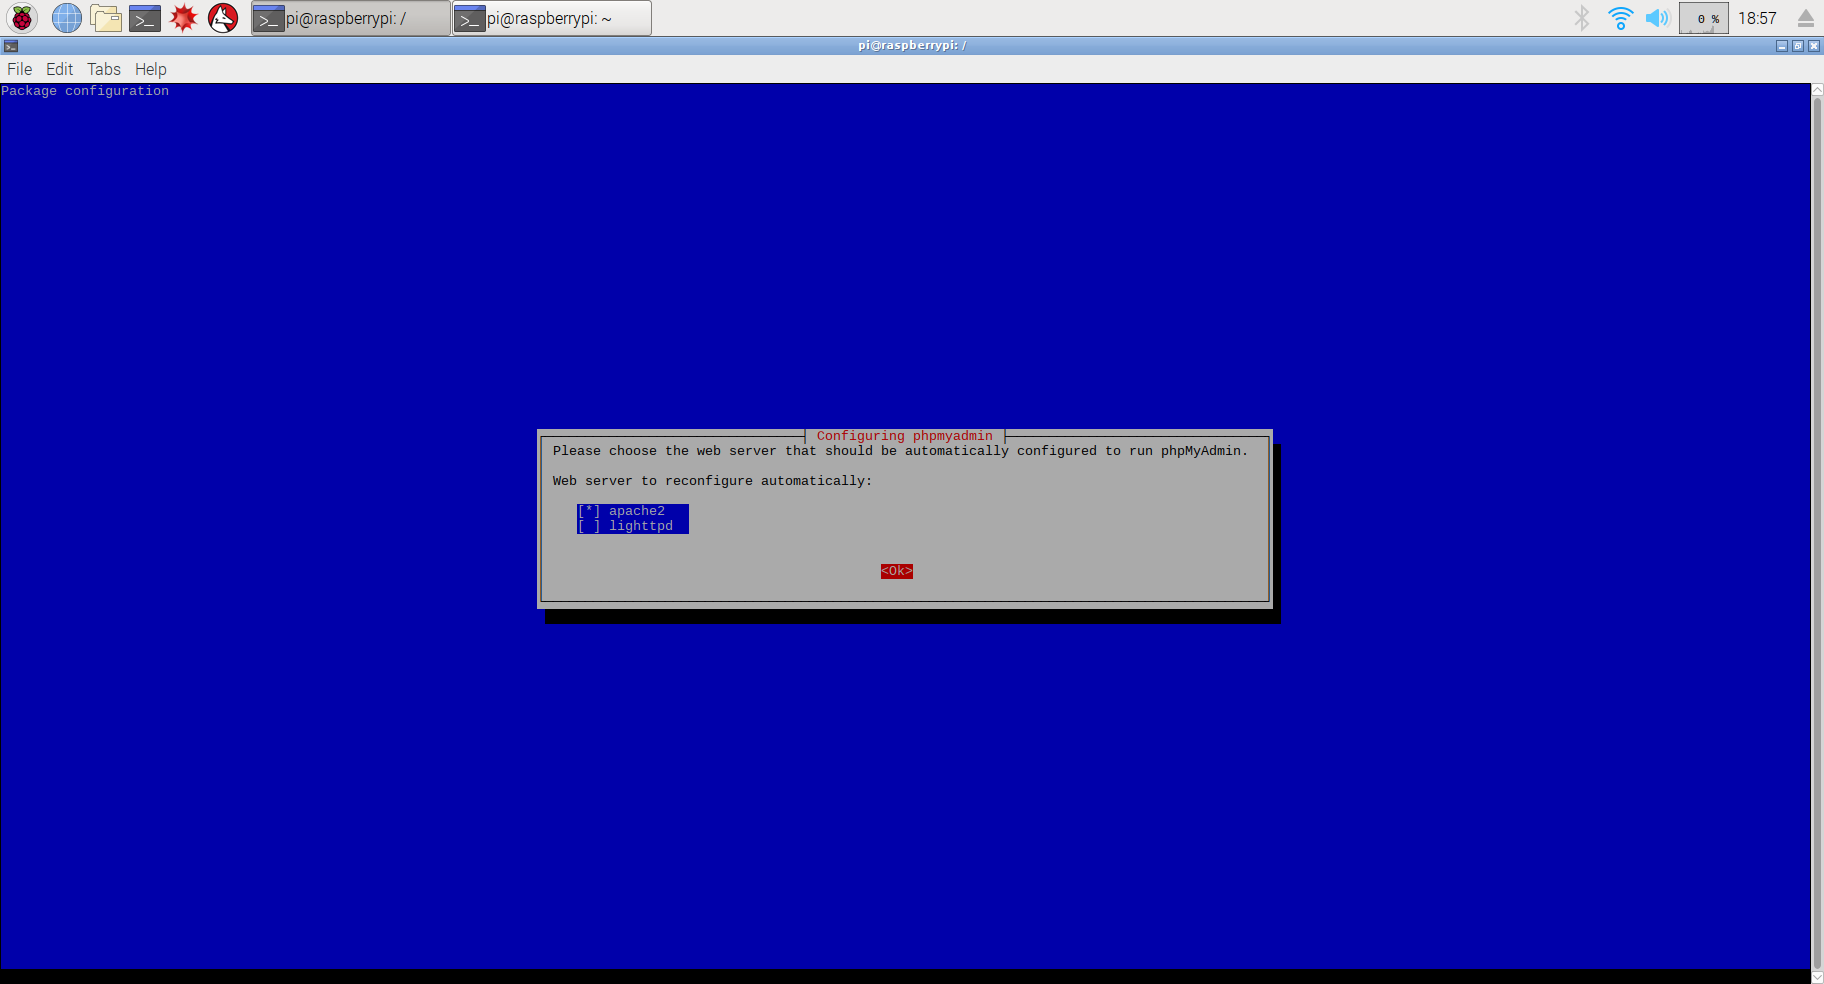 pi@raspberrypi: /
pi@raspberrypi: ~
0 %
18:57
pi@raspberrypi: /
File Edit Tabs Help
Package configuration
Configuring phpmyadmin
Please choose the web server that should be automatically configured to run phpMyAdmin.
Web server to reconfigure automatically:
[*] apache2
[ ] lighttpd
<Ok>